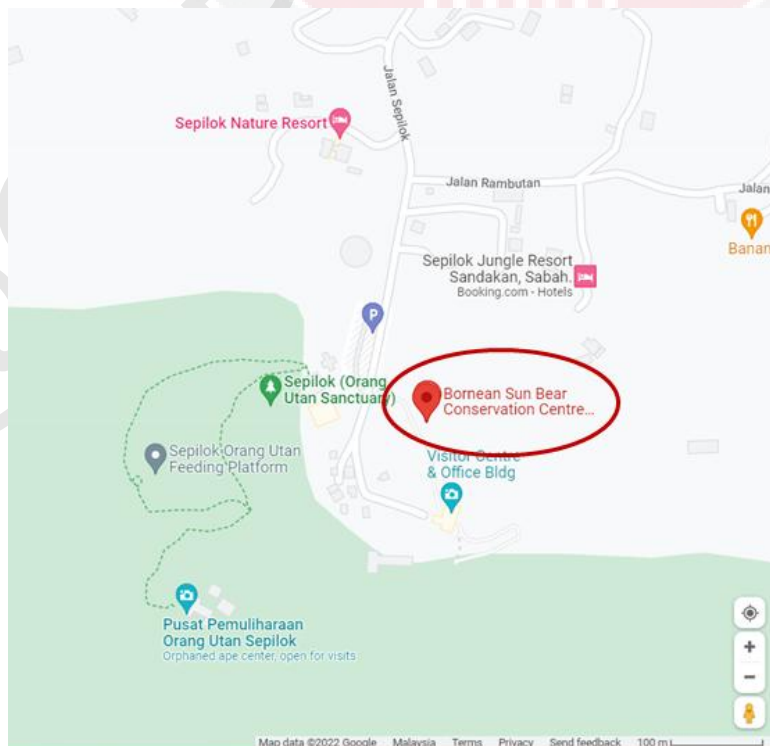 Jalan Sepilok
Sepilok Nature Resort
Jalan Rambutan
Jalan
Banan
Sepilok Jungle Resort
Sandakan, Sabah.
Booking.com - Hotels
P
Sepilok (Orang
Utan Sanctuary)
Bornean Sun Bear
Conservation Centre...
Sepilok Orang Utan
Feeding Platform
Visitor Centre
& Office Bldg
Pusat Pemuliharaan
Orang Utan Sepilok
Orphaned ape center, open for visits
Map data ©2022 Google Malaysia Terms Privacy Send feedback 100 m